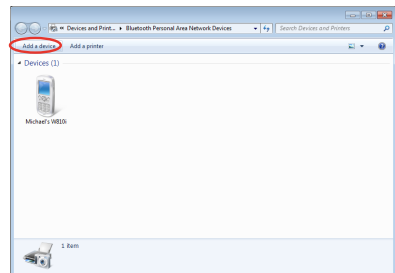 « Devices and Print... ▸ Bluetooth Personal Area Network Devices
Search Devices and Printers
Add a device
Add a printer
Devices (1)
Michael's W810i
1 item